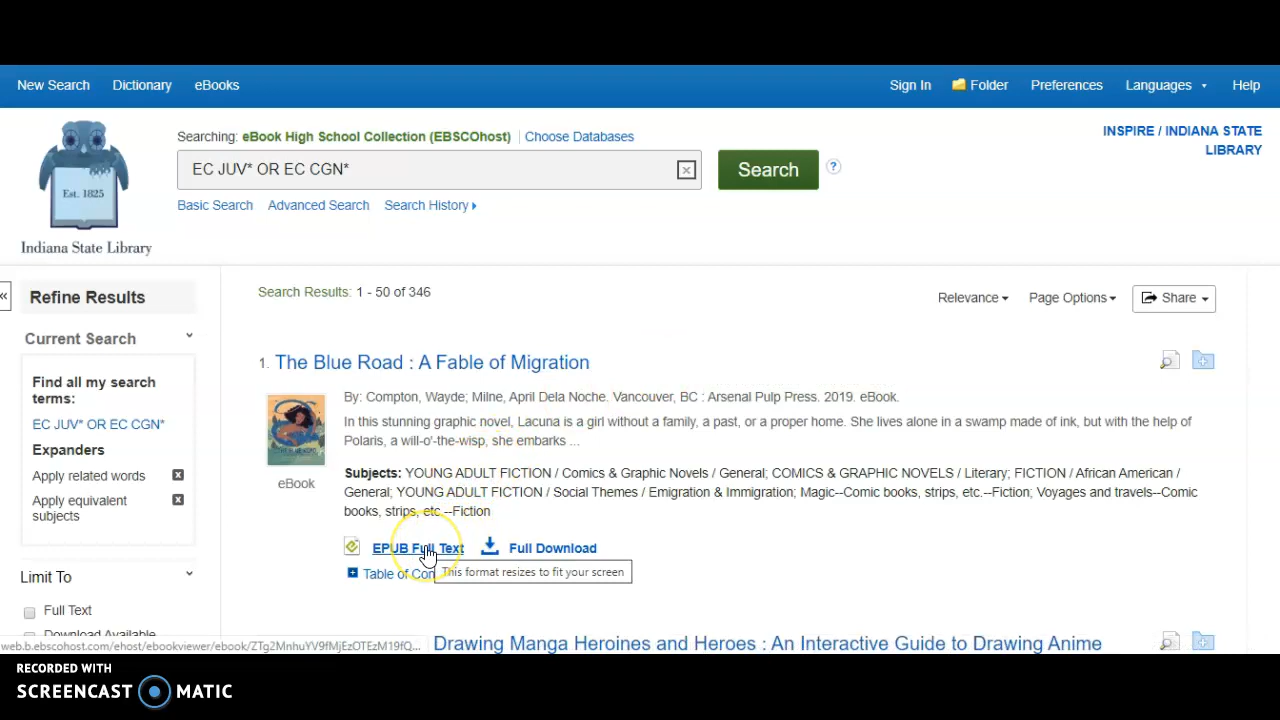 New Search Dictionary eBooks Sign In Folder Preferences Languages Help
Searching: eBook High School Collection (EBSCOhost) Choose Databases
INSPIRE / INDIANA STATE
LIBRARY
EC JUV* OR EC CGN* Search ?
Basic Search Advanced Search Search History
Est. 1825
Indiana State Library
« Refine Results
Search Results: 1 - 50 of 346 Relevance Page Options Share
Current Search
Find all my search
terms:
EC JUV* OR EC CGN*
Expanders
Apply related words
Apply equivalent
subjects
Limit To
Full Text
Download Available
1. The Blue Road : A Fable of Migration
By: Compton, Wayde; Milne, April Dela Noche. Vancouver, BC : Arsenal Pulp Press. 2019. eBook.
In this stunning graphic novel, Lacuna is a girl without a family, a past, or a proper home. She lives alone in a swamp made of ink, but with the help of
Polaris, a will-o'-the-wisp, she embarks ...
eBook
Subjects: YOUNG ADULT FICTION / Comics & Graphic Novels / General; COMICS & GRAPHIC NOVELS / Literary; FICTION / African American /
General; YOUNG ADULT FICTION / Social Themes / Emigration & Immigration; Magic--Comic books, strips, etc.--Fiction; Voyages and travels--Comic
books, strips, etc.--Fiction
EPUB Full Text Full Download
Table of Con
This format resizes to fit your screen
Drawing Manga Heroines and Heroes : An Interactive Guide to Drawing Anime
RECORDED WITH
SCREENCAST MATIC